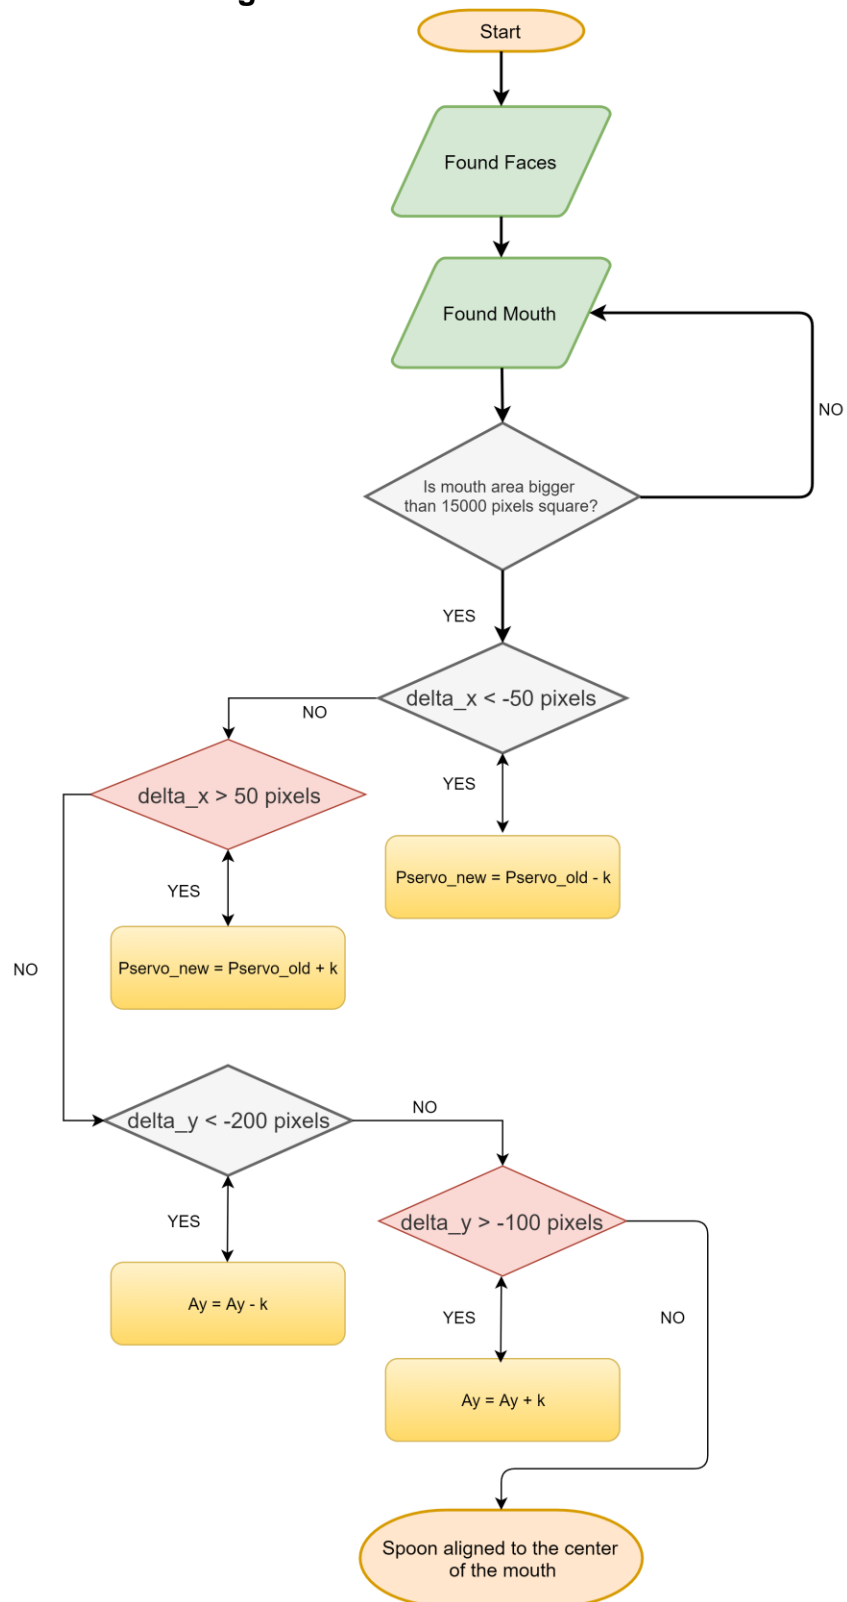 Start
Found Faces
Found Mouth
NO
Is mouth area bigger
than 15000 pixels square?
YES
delta_x < -50 pixels
NO
delta_x > 50 pixels
YES
Pservo_new = Pservo_old - k
YES
Pservo_new = Pservo_old + k
NO
delta_y < -200 pixels
NO
YES
delta_y > -100 pixels
Ay = Ay - k
YES
NO
Ay = Ay + k
Spoon aligned to the center
of the mouth